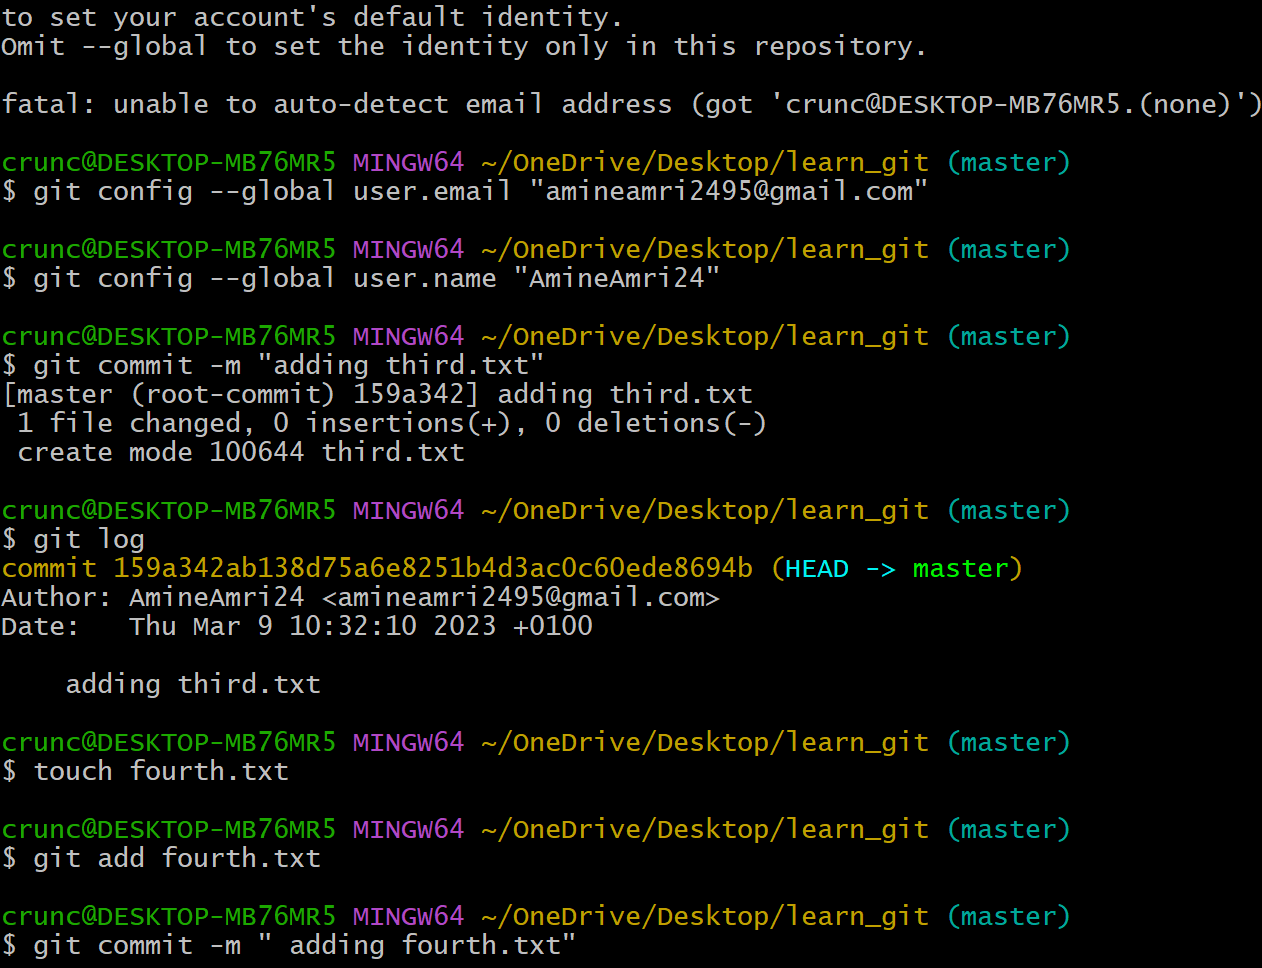 to set your account's default identity.
Omit --global to set the identity only in this repository.
fatal: unable to auto-detect email address (got 'crunc@DESKTOP-MB76MR5.(none)')
crunc@DESKTOP-MB76MR5 MINGW64 ~/OneDrive/Desktop/learn_git (master)
$ git config --global user.email "amineamri2495@gmail.com"
crunc@DESKTOP-MB76MR5 MINGW64 ~/OneDrive/Desktop/learn_git (master)
$ git config --global user.name "AmineAmri24"
crunc@DESKTOP-MB76MR5 MINGW64 ~/OneDrive/Desktop/learn_git (master)
$ git commit -m "adding third.txt"
[master (root-commit) 159a342] adding third.txt
 1 file changed, 0 insertions(+), 0 deletions(-)
 create mode 100644 third.txt
crunc@DESKTOP-MB76MR5 MINGW64 ~/OneDrive/Desktop/learn_git (master)
$ git log
commit 159a342ab138d75a6e8251b4d3ac0c60ede8694b (HEAD -> master)
Author: AmineAmri24 <amineamri2495@gmail.com>
Date:   Thu Mar 9 10:32:10 2023 +0100
    adding third.txt
crunc@DESKTOP-MB76MR5 MINGW64 ~/OneDrive/Desktop/learn_git (master)
$ touch fourth.txt
crunc@DESKTOP-MB76MR5 MINGW64 ~/OneDrive/Desktop/learn_git (master)
$ git add fourth.txt
crunc@DESKTOP-MB76MR5 MINGW64 ~/OneDrive/Desktop/learn_git (master)
$ git commit -m " adding fourth.txt"